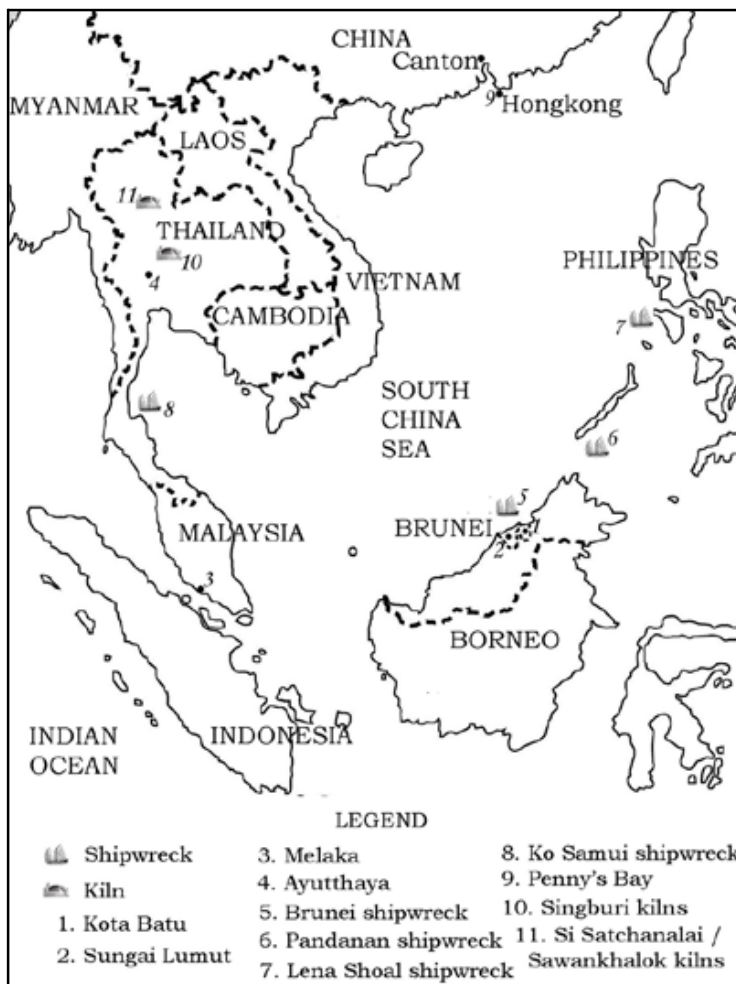 CHINA
Canton
9 Hongkong
MYANMAR
LAOS
11
THAILAND
10
4
VIETNAM
CAMBODIA
PHILIPPINES
7
8
SOUTH
CHINA
SEA
6
5
BRUNEI
1
2
MALAYSIA
3
BORNEO
INDIAN
OCEAN
INDONESIA
LEGEND
Shipwreck
Kiln
1. Kota Batu
2. Sungai Lumut
3. Melaka
4. Ayutthaya
5. Brunei shipwreck
6. Pandanan shipwreck
7. Lena Shoal shipwreck
8. Ko Samui shipwreck
9. Penny's Bay
10. Singburi kilns
11. Si Satchanalai /
Sawankhalok kilns